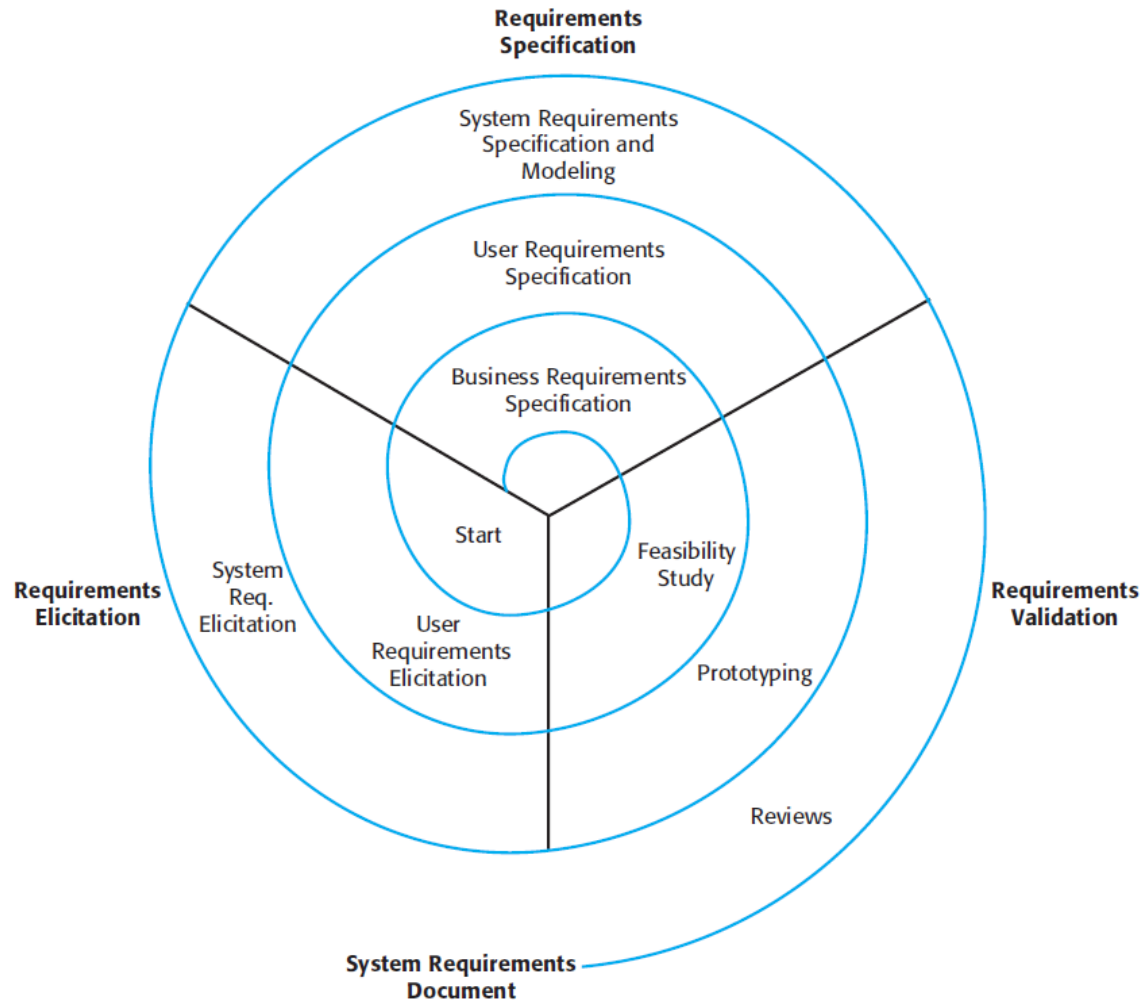 Requirements
Specification
System Requirements
Specification and
Modeling
User Requirements
Specification
Business Requirements
Specification
Start
Feasibility
Study
System
Req.
Elicitation
Requirements
Elicitation
Requirements
Validation
User
Requirements
Elicitation
Prototyping
Reviews
System Requirements
Document